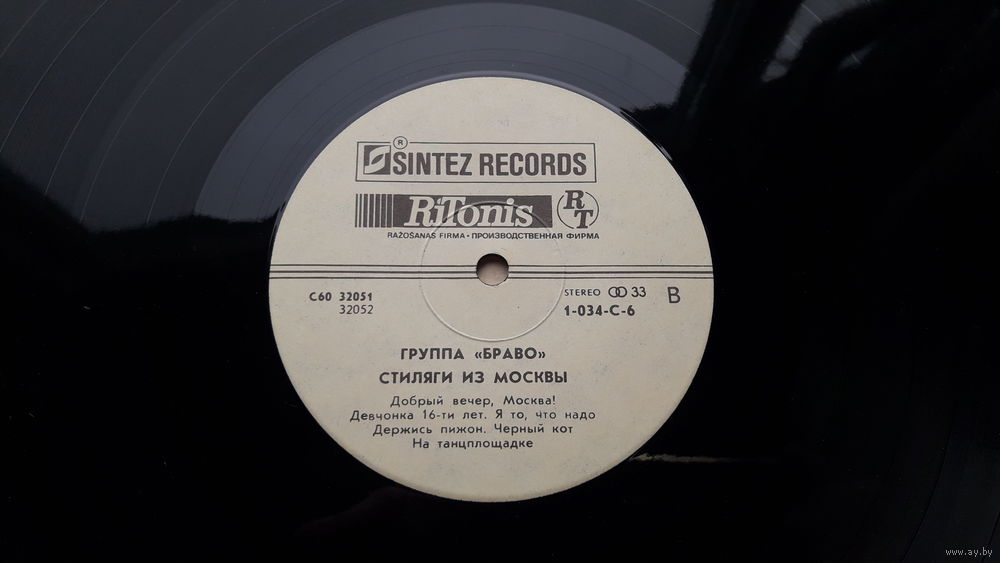 ®
SINTEZ RECORDS
RiTonis RT
RAŽOŠANAS FIRMA • ПРОИЗВОДСТВЕННАЯ ФИРМА
С60 32051
32052
STEREO 33 B
1-034-С-6
ГРУППА «БРАВО»
СТИЛЯГИ ИЗ МОСКВЫ
Добрый вечер, Москва!
Девчонка 16-ти лет. Я то, что надо
Держись пижон. Черный кот
На танцплощадке
www.ay.by